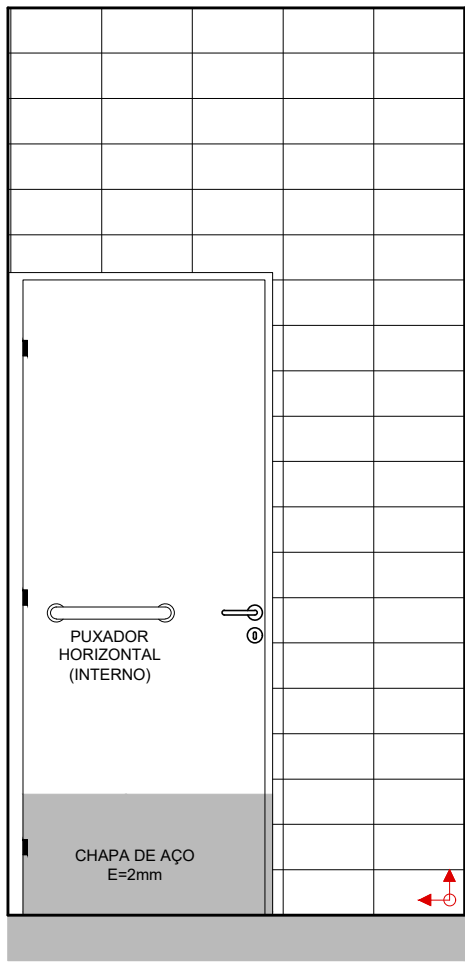 PUXADOR
HORIZONTAL
(INTERNO)
CHAPA DE AÇO
E=2mm